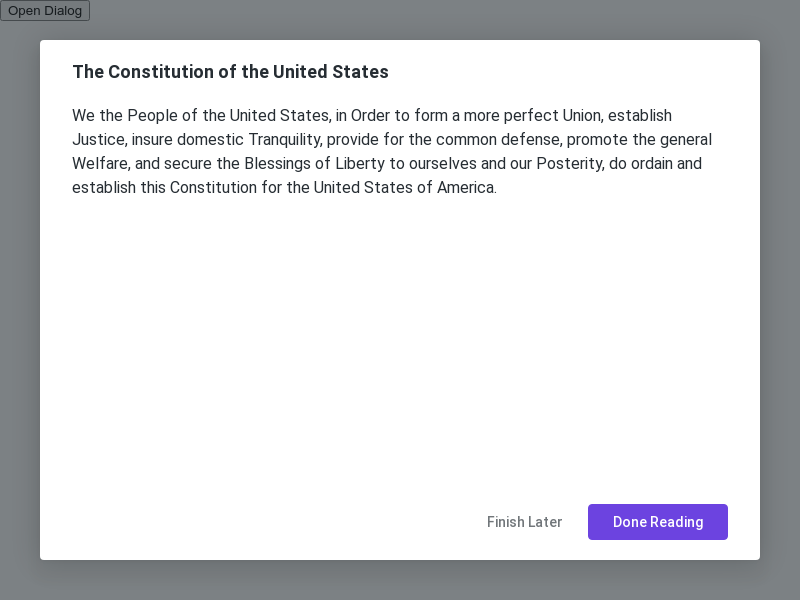 Open Dialog
The Constitution of the United States
We the People of the United States, in Order to form a more perfect Union, establish
Justice, insure domestic Tranquility, provide for the common defense, promote the general
Welfare, and secure the Blessings of Liberty to ourselves and our Posterity, do ordain and
establish this Constitution for the United States of America.
Finish Later
Done Reading